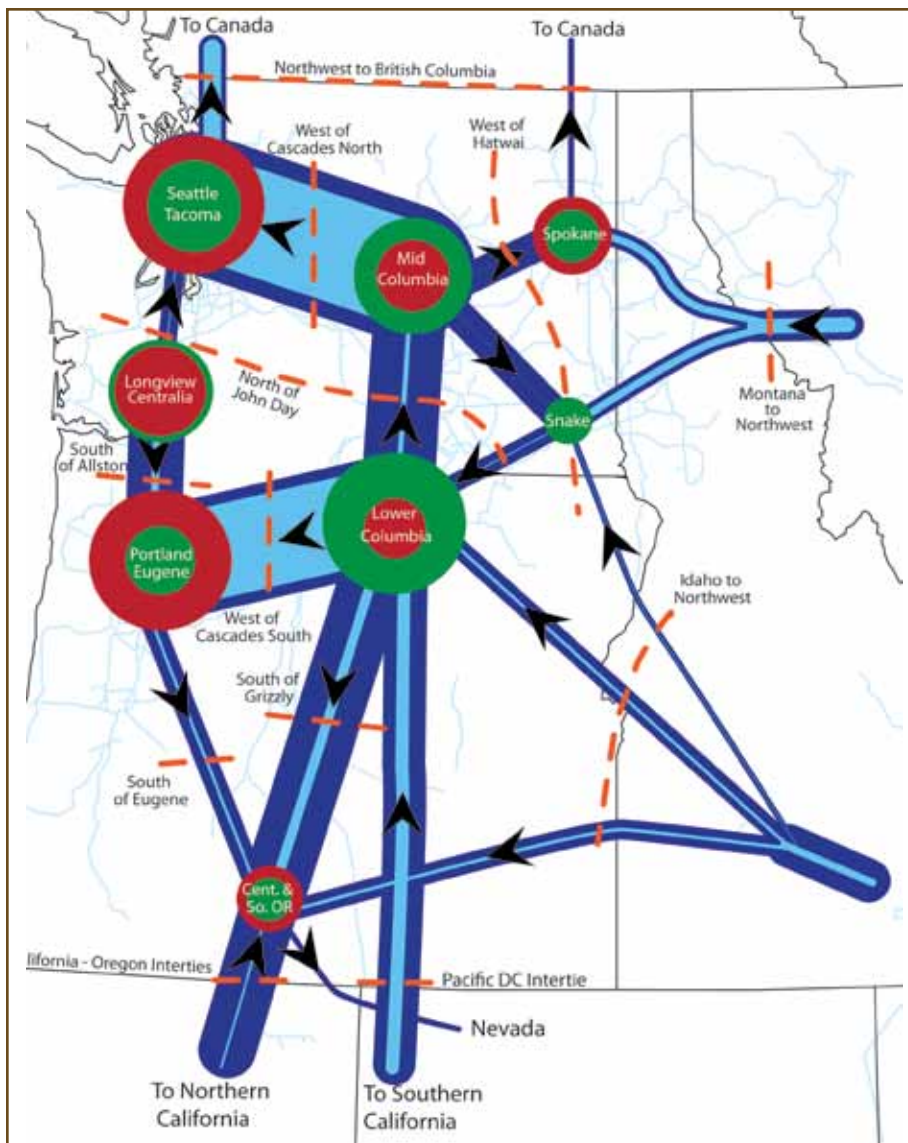 To Canada
To Canada
Northwest to British Columbia
West of
Cascades North
West of
Hatwai
Seattle
Tacoma
Spokane
Mid
Columbia
Longview
Centralia
North of
John Day
Montana
to
Northwest
Snake
South
of Allston
Lower
Columbia
Portland
Eugene
Idaho to
Northwest
West of
Cascades South
South of
Grizzly
South
of Eugene
Cent. &
So. OR
lifornia - Oregon Interties
Pacific DC Intertie
Nevada
To Northern
California
To Southern
California